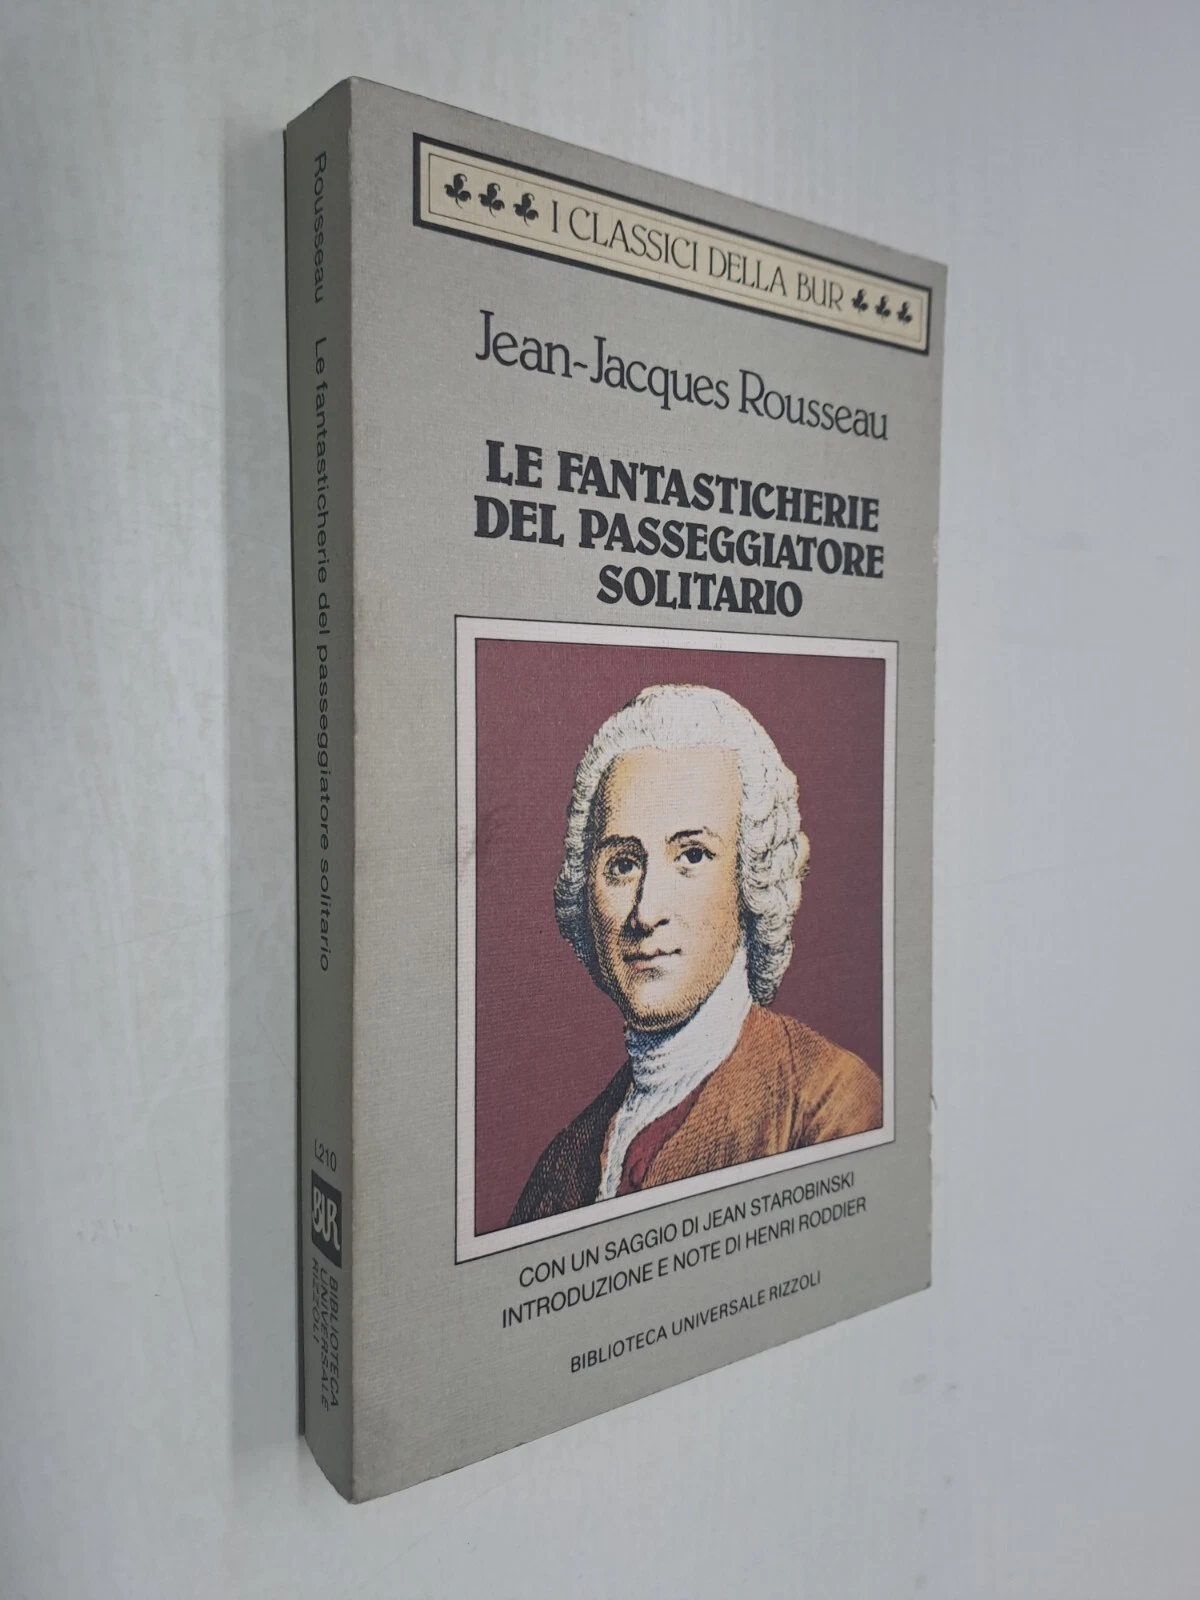 I CLASSICI DELLA BUR
Jean-Jacques Rousseau
LE FANTASTICHERIE
DEL PASSEGGIATORE
SOLITARIO
CON UN SAGGIO DI JEAN STAROBINSKI
INTRODUZIONE E NOTE DI HENRI RODDIER
BIBLIOTECA UNIVERSALE RIZZOLI
Rousseau Le fantasticherie del passeggiatore solitario
L210
BUR
BIBLIOTECA
UNIVERSALE
RIZZOLI